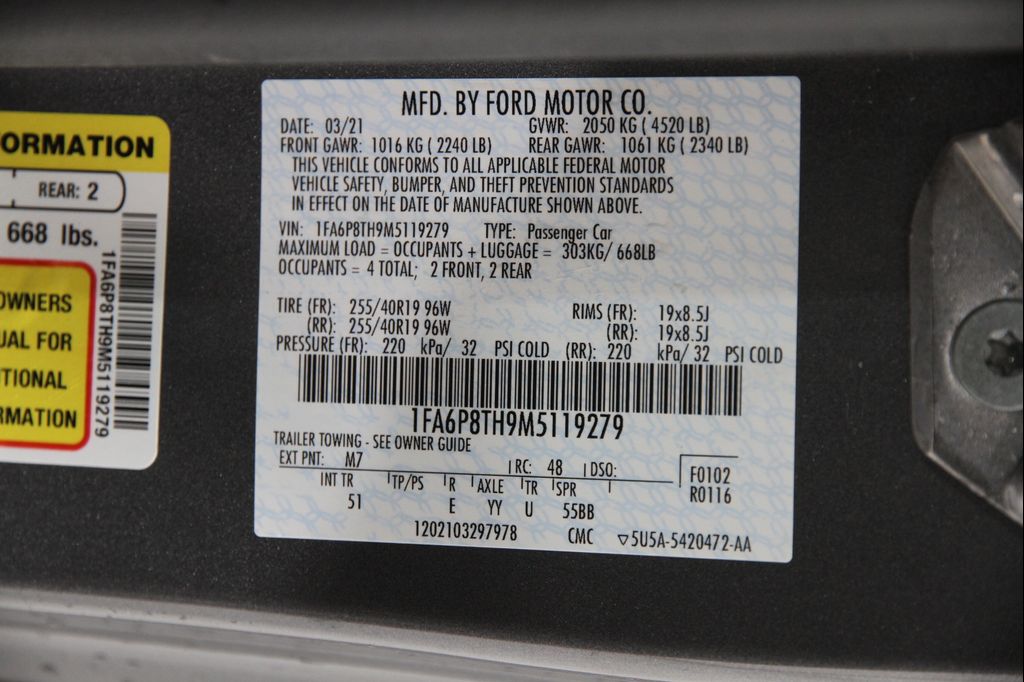 ORMATION
REAR: 2
668 lbs.
OWNERS
UAL FOR
ITIONAL
RMATION
1FA6P8TH9M5119279
MFD. BY FORD MOTOR CO.
DATE: 03/21 GVWR: 2050 KG ( 4520 LB)
FRONT GAWR: 1016 KG ( 2240 LB) REAR GAWR: 1061 KG ( 2340 LB)
THIS VEHICLE CONFORMS TO ALL APPLICABLE FEDERAL MOTOR
VEHICLE SAFETY, BUMPER, AND THEFT PREVENTION STANDARDS
IN EFFECT ON THE DATE OF MANUFACTURE SHOWN ABOVE.
VIN: 1FA6P8TH9M5119279 TYPE: Passenger Car
MAXIMUM LOAD = OCCUPANTS + LUGGAGE = 303KG/ 668LB
OCCUPANTS = 4 TOTAL; 2 FRONT, 2 REAR
TIRE (FR): 255/40R19 96W RIMS (FR): 19x8.5J
(RR): 255/40R19 96W (RR): 19x8.5J
PRESSURE (FR): 220 kPa/ 32 PSI COLD (RR): 220 kPa/ 32 PSI COLD
1FA6P8TH9M5119279
TRAILER TOWING - SEE OWNER GUIDE
EXT PNT: M7 RC: 48 DSO:
F0102
INT TR TP/PS R AXLE TR SPR
R0116
51 E YY U 55BB
1202103297978 CMC ▽5U5A-5420472-AA